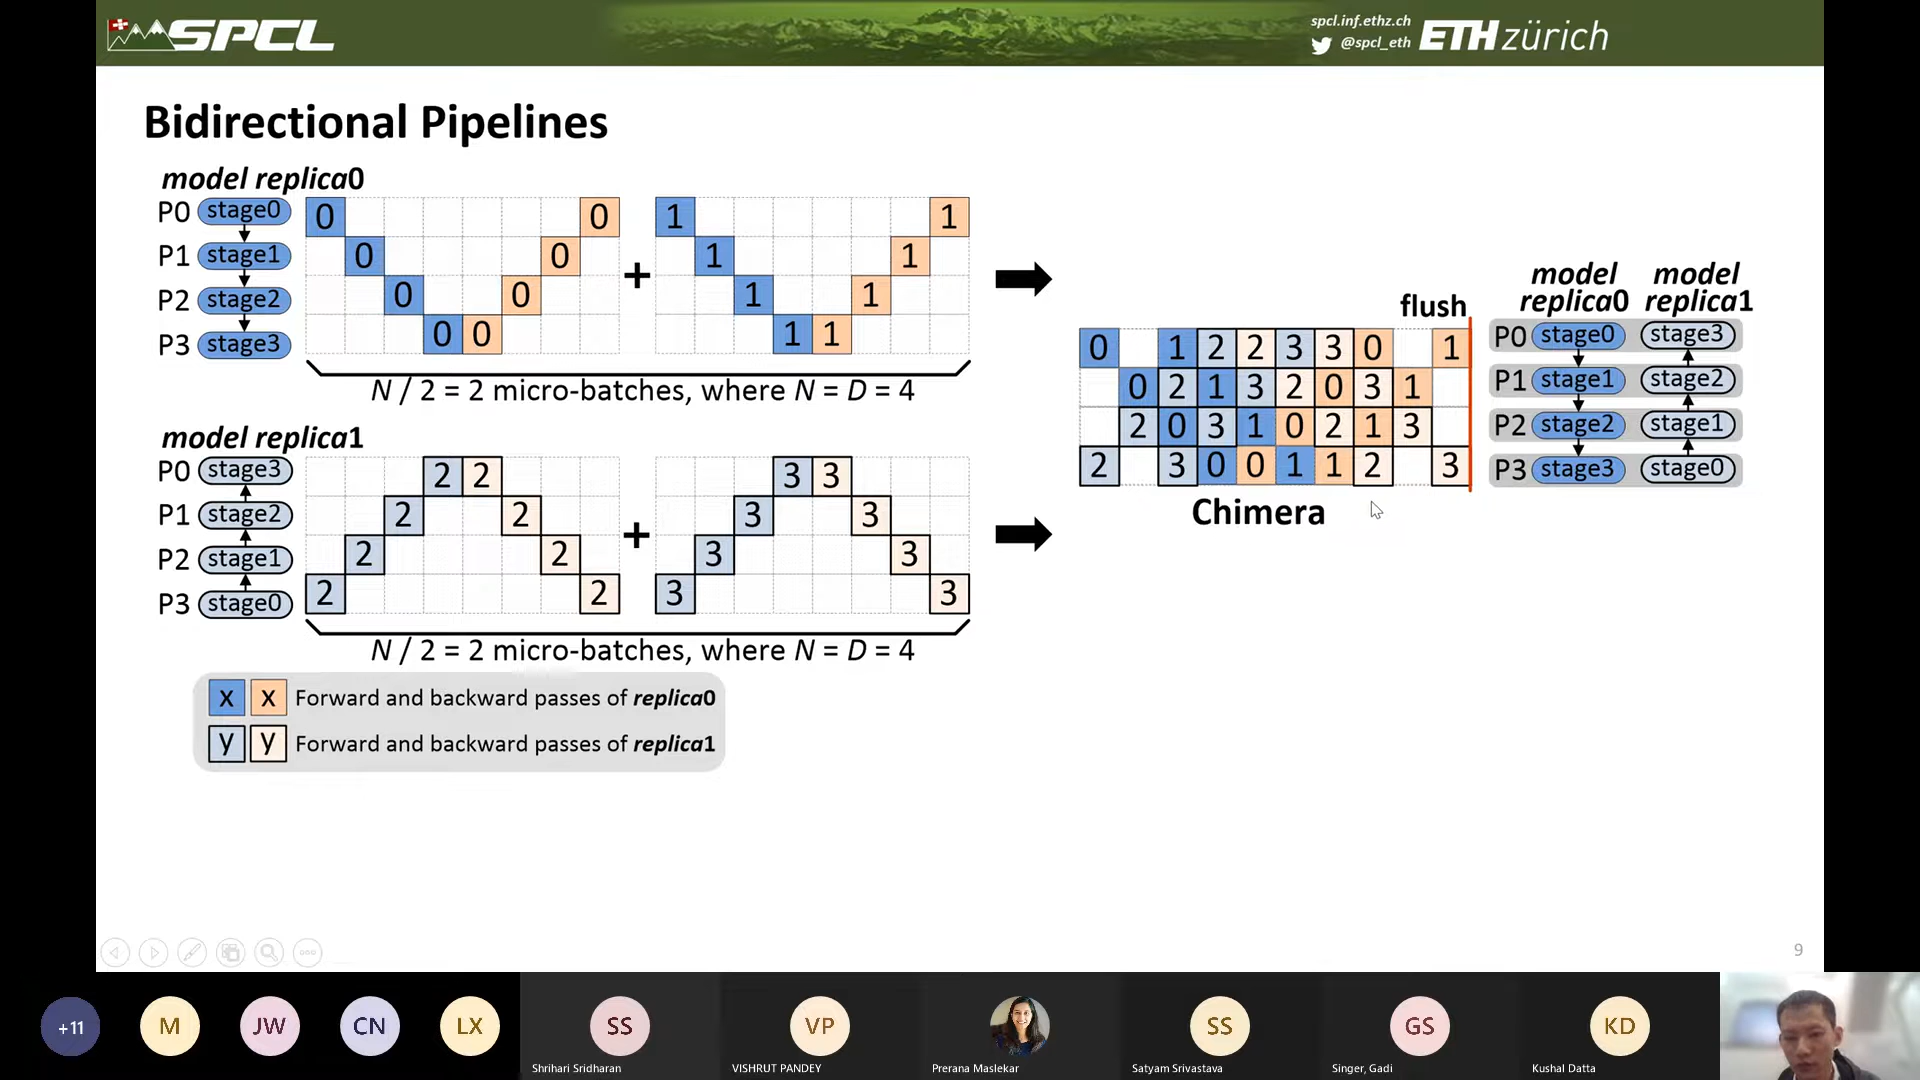 SPCL
spcl.inf.ethz.ch
@spcl_eth
ETH zürich
Bidirectional Pipelines
model replica0
P0 stage0
P1 stage1
P2 stage2
P3 stage3
0 0
0 0
0 0
0 0
+
1 1
1 1
1 1
1 1
N / 2 = 2 micro-batches, where N = D = 4
model replica1
P0 stage3
P1 stage2
P2 stage1
P3 stage0
2 2
2 2
2 2
2 2
+
3 3
3 3
3 3
3 3
N / 2 = 2 micro-batches, where N = D = 4
x x Forward and backward passes of replica0
y y Forward and backward passes of replica1
flush
0 1 2 2 3 3 0 1
0 2 1 3 2 0 3 1
2 0 3 1 0 2 1 3
2 3 0 0 1 1 2 3
Chimera
model replica0
model replica1
P0 stage0 stage3
P1 stage1 stage2
P2 stage2 stage1
P3 stage3 stage0
9
+11
M
JW
CN
LX
SS
Shrihari Sridharan
VP
VISHRUT PANDEY
Prerana Maslekar
SS
Satyam Srivastava
GS
Singer, Gadi
KD
Kushal Datta